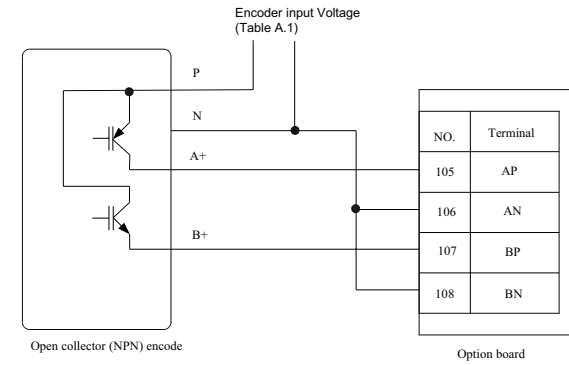 Encoder input Voltage
(Table A.1)
P
N
A+
B+
NO. Terminal
105 AP
106 AN
107 BP
108 BN
Open collector (NPN) encode
Option board